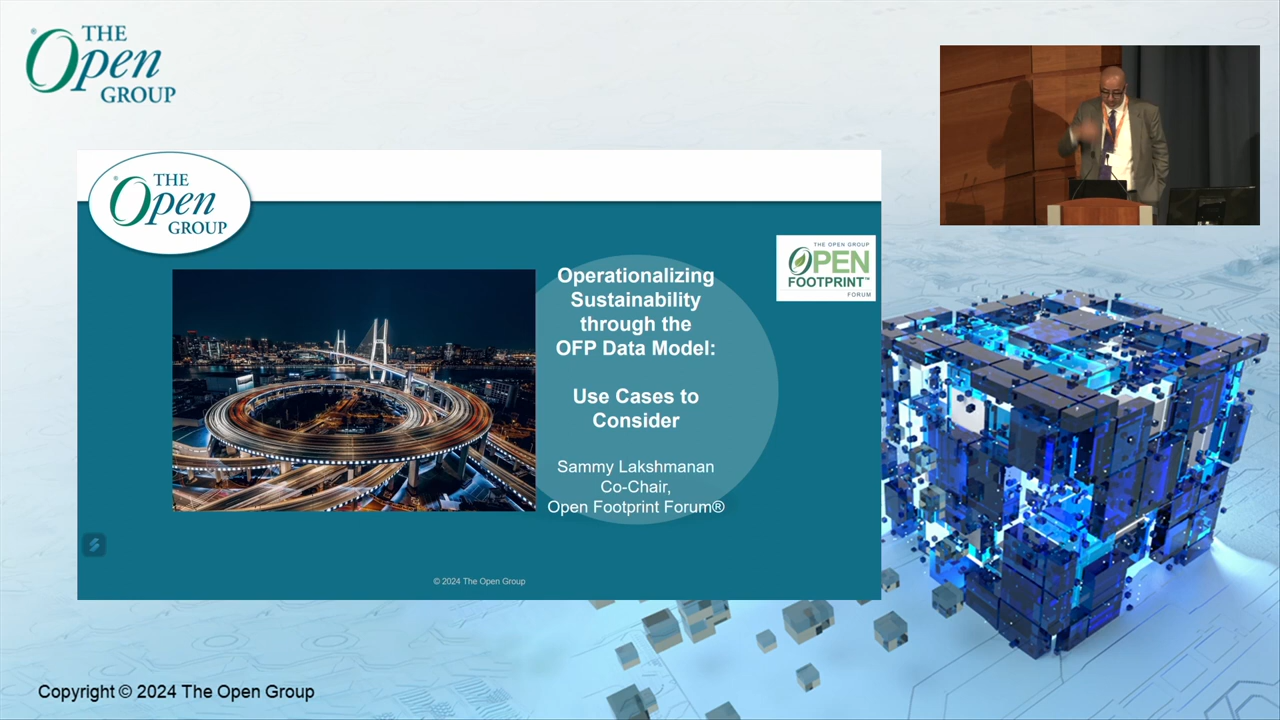 THE
Open
GROUP
THE
Open
GROUP
THE OPEN GROUP
OPEN
FOOTPRINT™
FORUM
Operationalizing
Sustainability
through the
OFP Data Model:
Use Cases to
Consider
Sammy Lakshmanan
Co-Chair,
Open Footprint Forum®
© 2024 The Open Group
Copyright © 2024 The Open Group